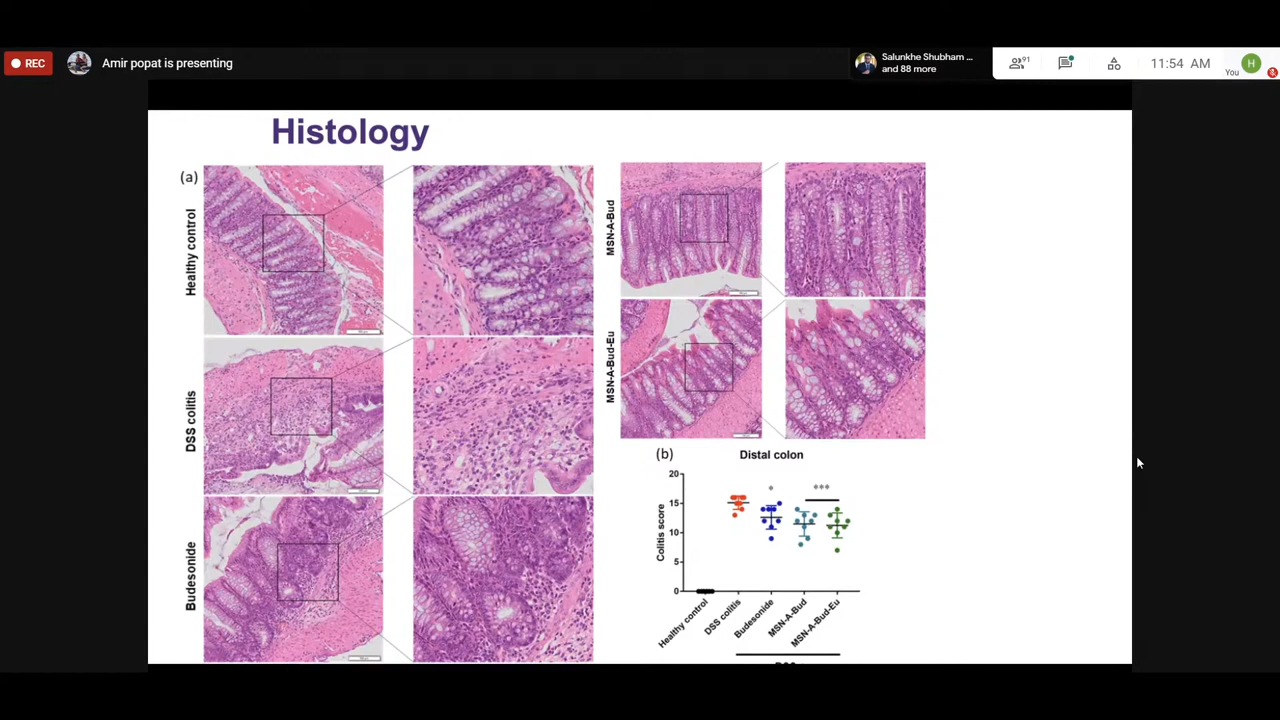 REC
Amir popat is presenting
Salunkhe Shubham ...
and 88 more
91
11:54 AM
You
H
Histology
(a)
Healthy control
DSS colitis
Budesonide
MSN-A-Bud
MSN-A-Bud-Eu
(b)
Distal colon
Colitis score
20
15
10
5
0
*
***
Healthy control
DSS colitis
Budesonide
MSN-A-Bud
MSN-A-Bud-Eu